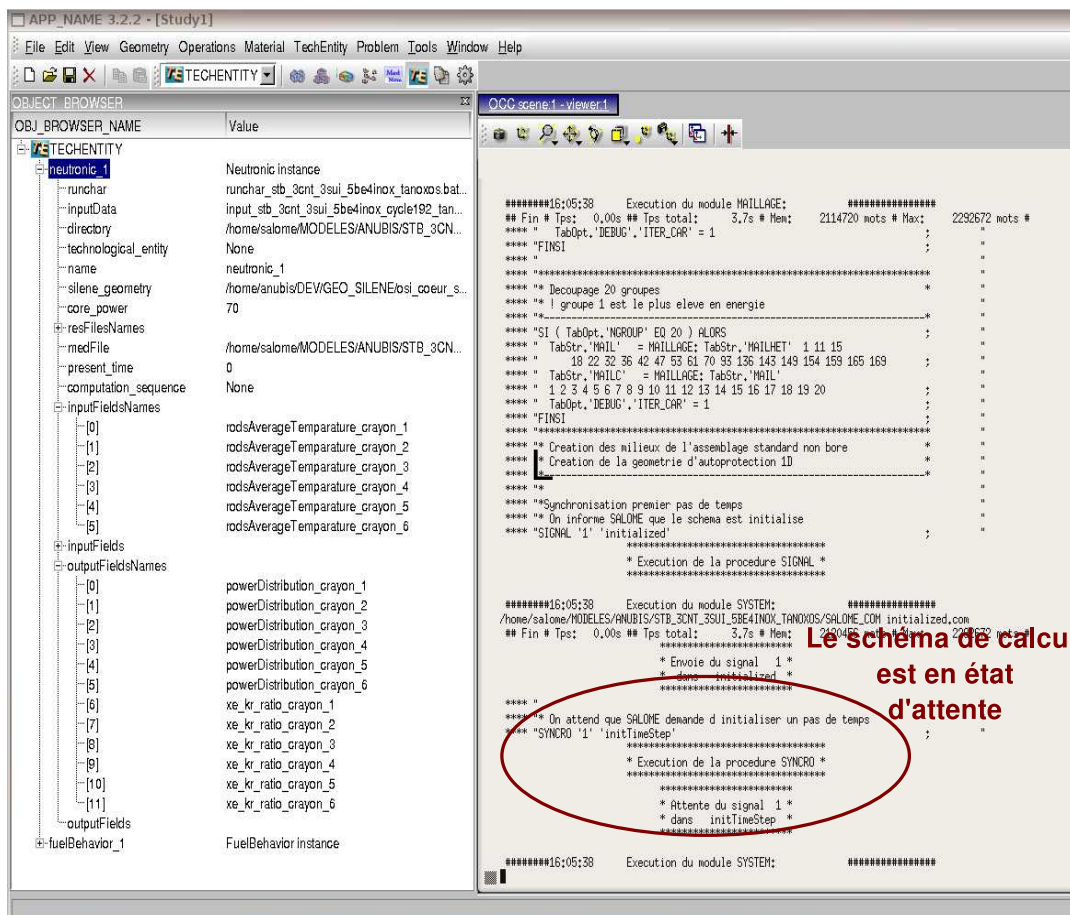 APP_NAME 3.2.2 - [Study1]
File Edit View Geometry Operations Material TechEntity Problem Tools Window Help
TECHENTITY
OBJECT BROWSER
OBJ_BROWSER_NAME Value
TECHENTITY
neutronic_1 Neutronic instance
runchar runchar_stb_3cnt_3sui_5be4inox_tanoxos.bat...
inputData input_stb_3cnt_3sui_5be4inox_cycle192_tan...
directory /home/salome/MODELES/ANUBIS/STB_3CN...
technological_entity None
name neutronic_1
silene_geometry /home/anubis/DEV/GEO_SILENE/osi_coeur_s...
core_power 70
resFilesNames
medFile /home/salome/MODELES/ANUBIS/STB_3CN...
present_time 0
computation_sequence None
inputFieldsNames
[0] rodsAverageTemparature_crayon_1
[1] rodsAverageTemparature_crayon_2
[2] rodsAverageTemparature_crayon_3
[3] rodsAverageTemparature_crayon_4
[4] rodsAverageTemparature_crayon_5
[5] rodsAverageTemparature_crayon_6
inputFields
outputFieldsNames
[0] powerDistribution_crayon_1
[1] powerDistribution_crayon_2
[2] powerDistribution_crayon_3
[3] powerDistribution_crayon_4
[4] powerDistribution_crayon_5
[5] powerDistribution_crayon_6
[6] xe_kr_ratio_crayon_1
[7] xe_kr_ratio_crayon_2
[8] xe_kr_ratio_crayon_3
[9] xe_kr_ratio_crayon_4
[10] xe_kr_ratio_crayon_5
[11] xe_kr_ratio_crayon_6
outputFields
fuelBehavior_1 FuelBehavior instance
OCC scene:1 - viewer:1
########16:05:38 Execution du module MAILLAGE: ################
## Fin # Tps: 0.00s ## Tps total: 3.7s # Mem: 2114720 mots # Max: 2292672 mots #
**** " TabOpt.'DEBUG'.'ITER_CAR' = 1 ; "
**** "FINSI ; "
**** " "
**** "*********************************************************************** "
**** "* Decoupage 20 groupes * "
**** "* ! groupe 1 est le plus eleve en energie
**** "*----------------------------------------------------------------------* "
**** "SI ( TabOpt.'NGROUP' EQ 20 ) ALORS ; "
**** " TabStr.'MAIL' = MAILLAGE: TabStr.'MAILHET' 1 11 15 "
**** " 18 22 32 36 42 47 53 61 70 93 136 143 149 154 159 165 169 ; "
**** " TabStr.'MAILC' = MAILLAGE: TabStr.'MAIL' "
**** " 1 2 3 4 5 6 7 8 9 10 11 12 13 14 15 16 17 18 19 20 ; "
**** " TabOpt.'DEBUG'.'ITER_CAR' = 1 ; "
**** "FINSI ; "
**** "*********************************************************************** "
**** "* Creation des milieux de l'assemblage standard non bore * "
**** * Creation de la geometrie d'autoprotection 1D * "
**** *----------------------------------------------------------------------* "
**** "* "
**** "*Synchronisation premier pas de temps "
**** "* On informe SALOME que le schema est initialise "
**** "SIGNAL '1' 'initialized' ; "
************************************
* Execution de la procedure SIGNAL *
************************************
########16:05:38 Execution du module SYSTEM: ################
/home/salome/MODELES/ANUBIS/STB_3CNT_3SUI_5BE4INOX_TANOXOS/SALOME_COM initialized.com
## Fin # Tps: 0.00s ## Tps total: 3.7s # Mem: 2120456 mots # Max: 2292672 mots #
************************
* Envoie du signal 1 *
* dans initialized *
************************
Le schéma de calcu
est en état
d'attente
**** "
**** "* On attend que SALOME demande d initialiser un pas de temps
**** "SYNCRO '1' 'initTimeStep' ; "
************************************
* Execution de la procedure SYNCRO *
************************************
************************
* Attente du signal 1 *
* dans initTimeStep *
************************
########16:05:38 Execution du module SYSTEM: ################